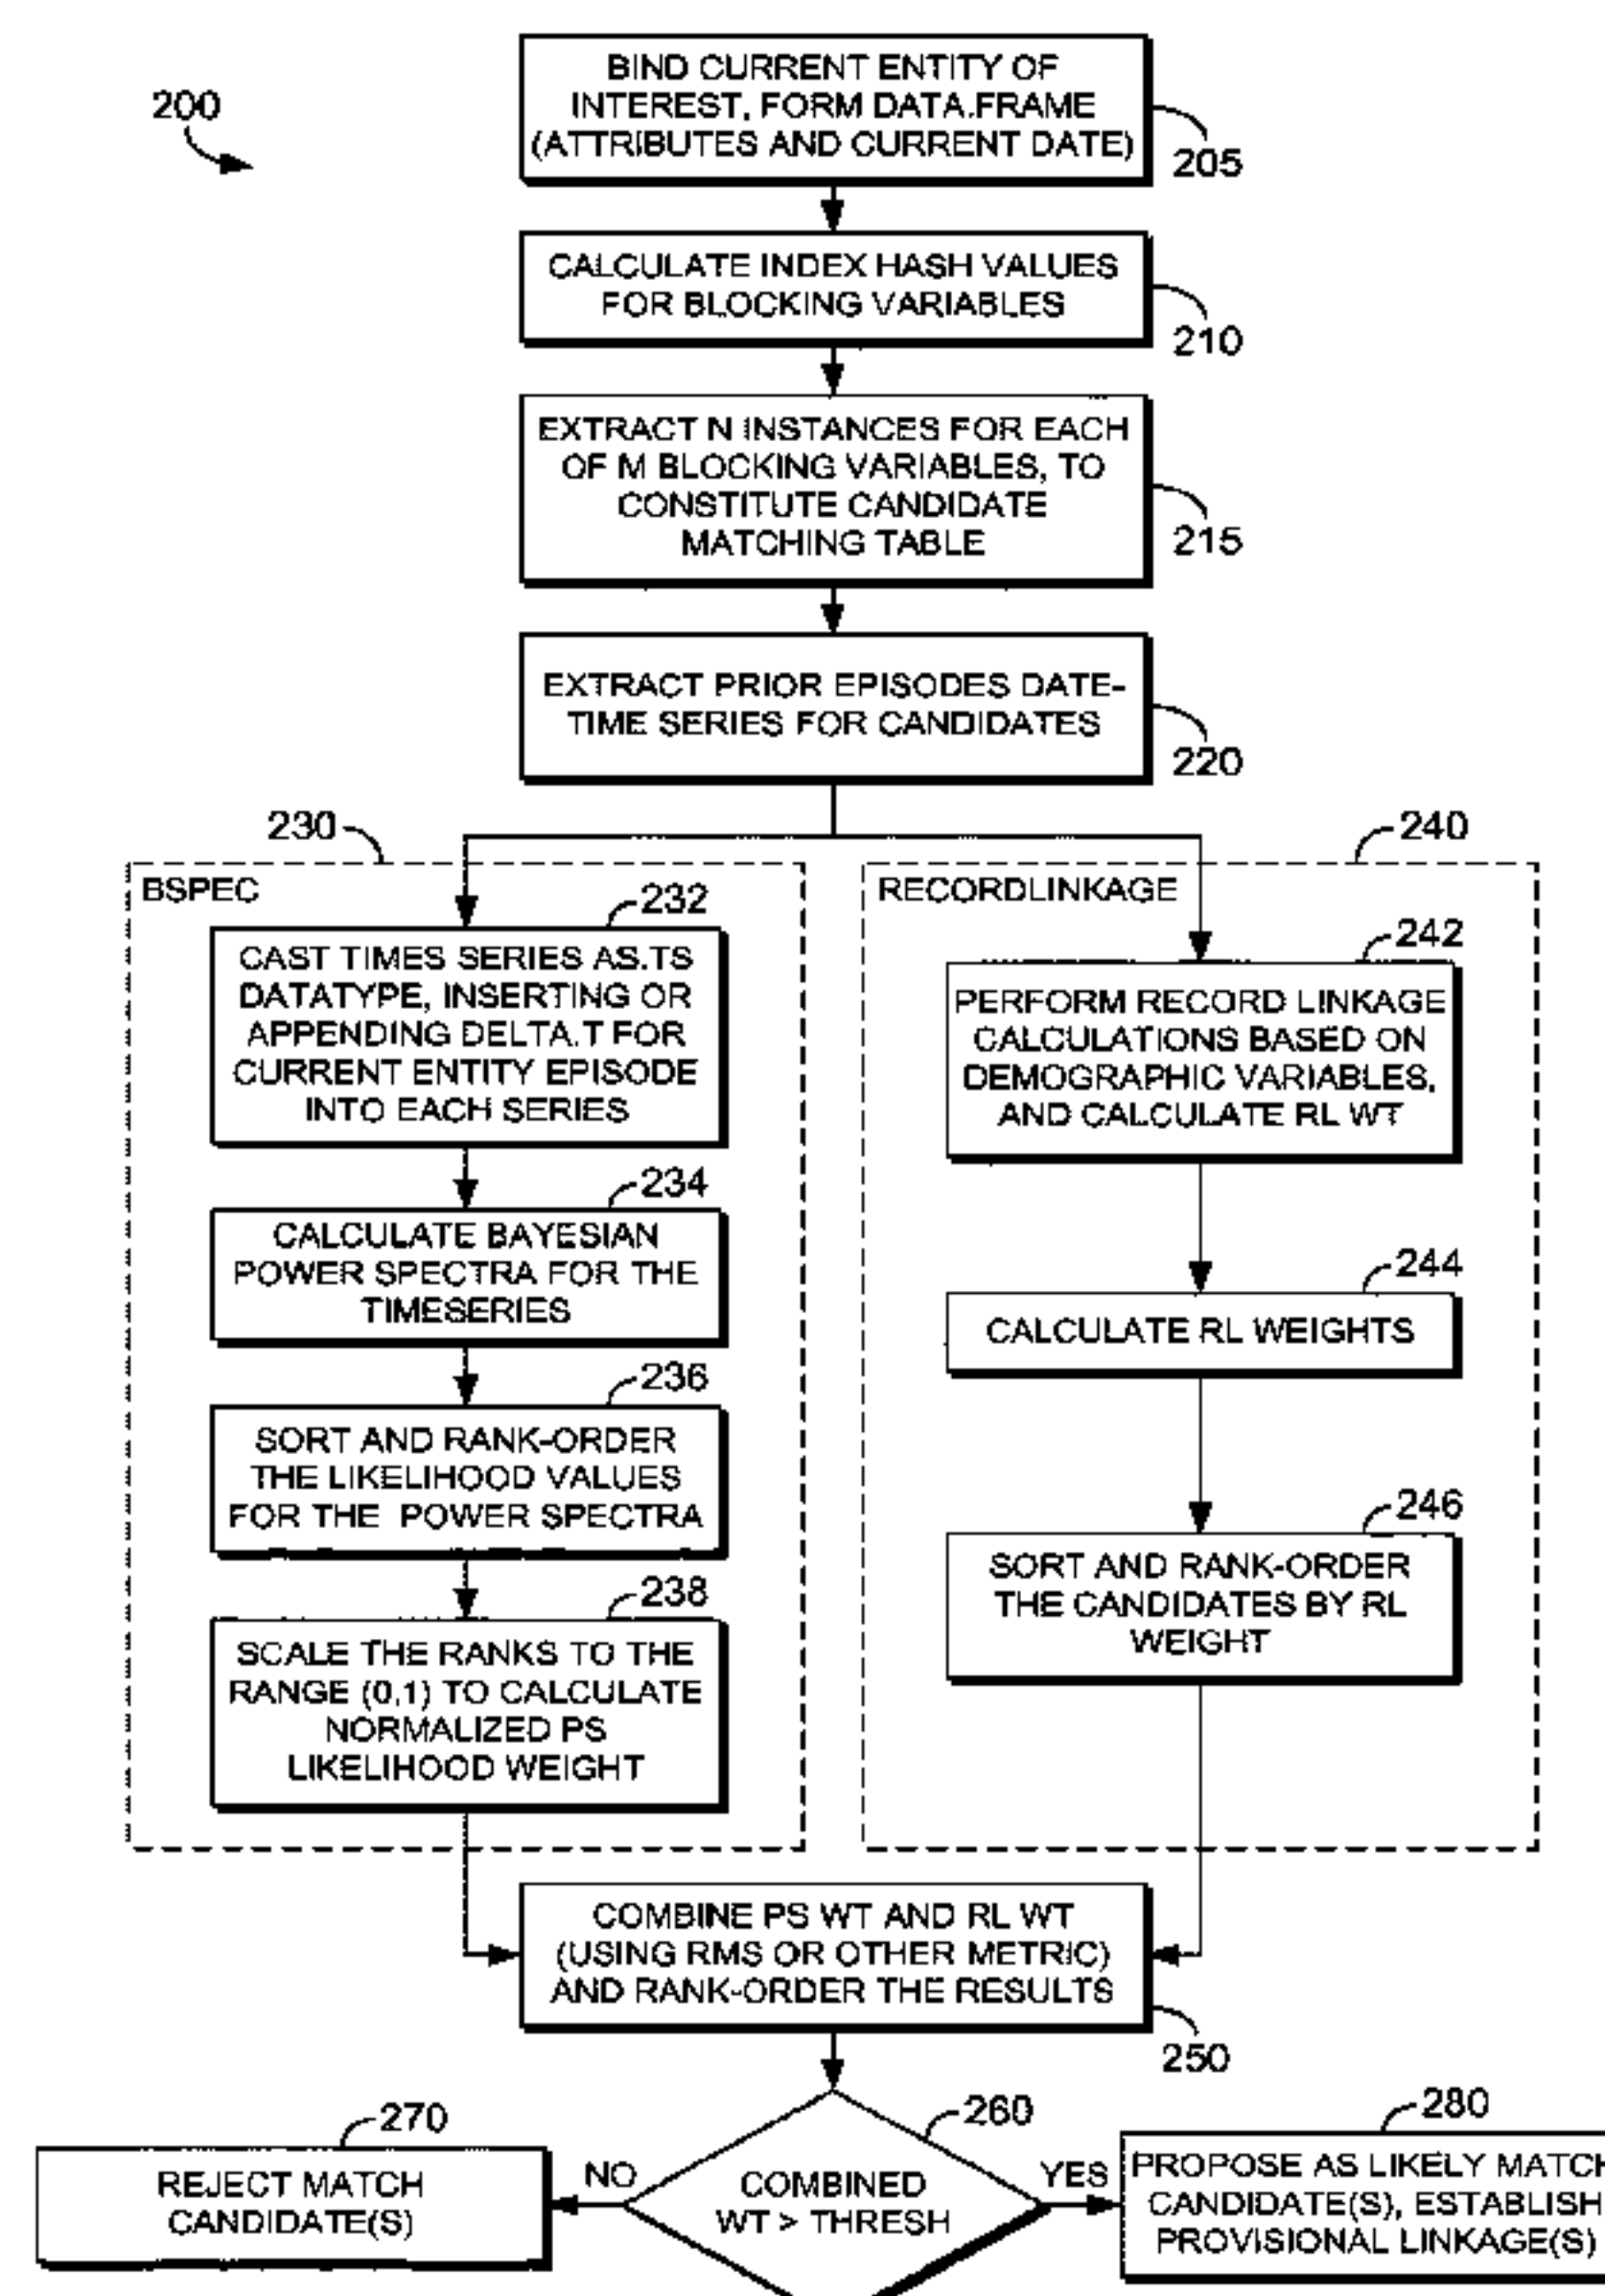 200
BIND CURRENT ENTITY OF
INTEREST, FORM DATA.FRAME
(ATTRIBUTES AND CURRENT DATE)
205
CALCULATE INDEX HASH VALUES
FOR BLOCKING VARIABLES
210
EXTRACT N INSTANCES FOR EACH
OF M BLOCKING VARIABLES, TO
CONSTITUTE CANDIDATE
MATCHING TABLE
215
EXTRACT PRIOR EPISODES DATE-
TIME SERIES FOR CANDIDATES
220
230
BSPEC
232
CAST TIMES SERIES AS.TS
DATATYPE, INSERTING OR
APPENDING DELTA.T FOR
CURRENT ENTITY EPISODE
INTO EACH SERIES
234
CALCULATE BAYESIAN
POWER SPECTRA FOR THE
TIMESERIES
236
SORT AND RANK-ORDER
THE LIKELIHOOD VALUES
FOR THE POWER SPECTRA
238
SCALE THE RANKS TO THE
RANGE (0,1) TO CALCULATE
NORMALIZED PS
LIKELIHOOD WEIGHT
240
RECORDLINKAGE
242
PERFORM RECORD LINKAGE
CALCULATIONS BASED ON
DEMOGRAPHIC VARIABLES,
AND CALCULATE RL WT
244
CALCULATE RL WEIGHTS
246
SORT AND RANK-ORDER
THE CANDIDATES BY RL
WEIGHT
COMBINE PS WT AND RL WT
(USING RMS OR OTHER METRIC)
AND RANK-ORDER THE RESULTS
250
260
COMBINED
WT > THRESH
NO
270
REJECT MATCH
CANDIDATE(S)
YES
280
PROPOSE AS LIKELY MATCH
CANDIDATE(S), ESTABLISH
PROVISIONAL LINKAGE(S)